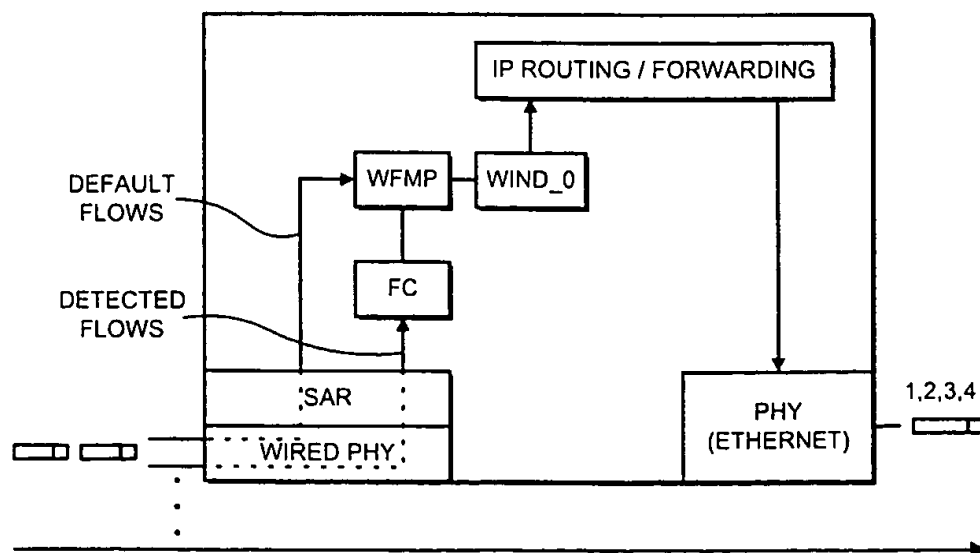 IP ROUTING / FORWARDING
DEFAULT
FLOWS
WFMP
WIND_0
DETECTED
FLOWS
FC
SAR
WIRED PHY
PHY
(ETHERNET)
1,2,3,4